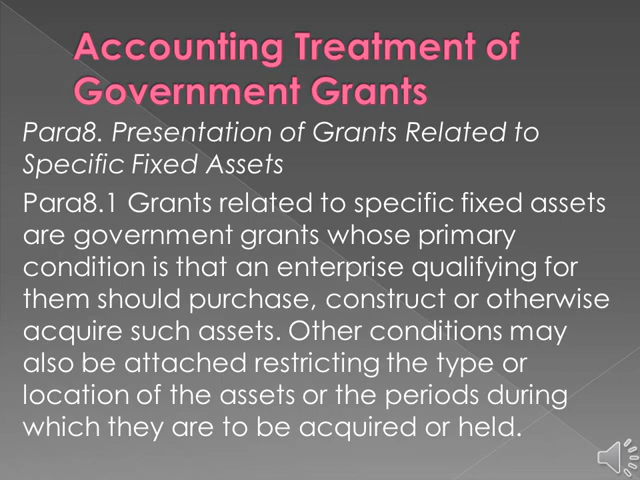 Accounting Treatment of
Government Grants
Para8. Presentation of Grants Related to
Specific Fixed Assets
Para8.1 Grants related to specific fixed assets
are government grants whose primary
condition is that an enterprise qualifying for
them should purchase, construct or otherwise
acquire such assets. Other conditions may
also be attached restricting the type or
location of the assets or the periods during
which they are to be acquired or held.